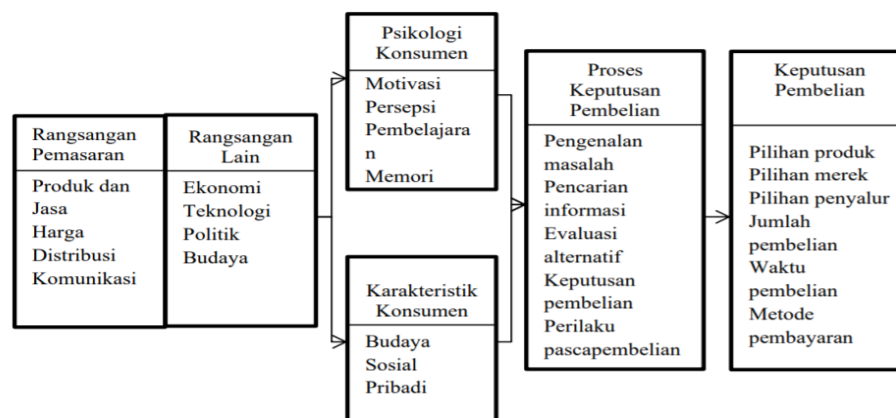 Rangsangan
Pemasaran
Produk dan
Jasa
Harga
Distribusi
Komunikasi
Rangsangan
Lain
Ekonomi
Teknologi
Politik
Budaya
Psikologi
Konsumen
Motivasi
Persepsi
Pembelajara
n
Memori
Karakteristik
Konsumen
Budaya
Sosial
Pribadi
Proses
Keputusan
Pembelian
Pengenalan
masalah
Pencarian
informasi
Evaluasi
alternatif
Keputusan
pembelian
Perilaku
pascapembelian
Keputusan
Pembelian
Pilihan produk
Pilihan merek
Pilihan penyalur
Jumlah
pembelian
Waktu
pembelian
Metode
pembayaran